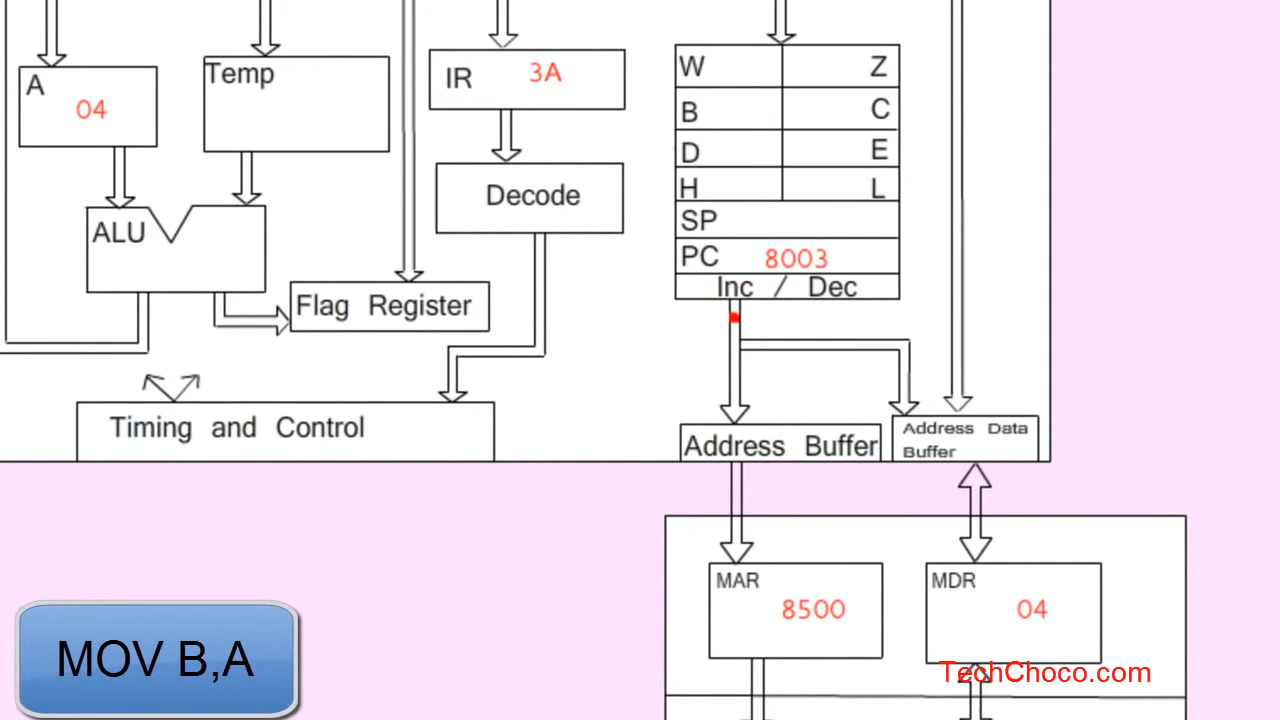 A
04
Temp
IR 3A
Decode
ALU
Flag Register
Timing and Control
W Z
B C
D E
H L
SP
PC 8003
Inc / Dec
Address Buffer
Address Data
Buffer
MAR
8500
MDR
04
MOV B,A
TechChoco.com